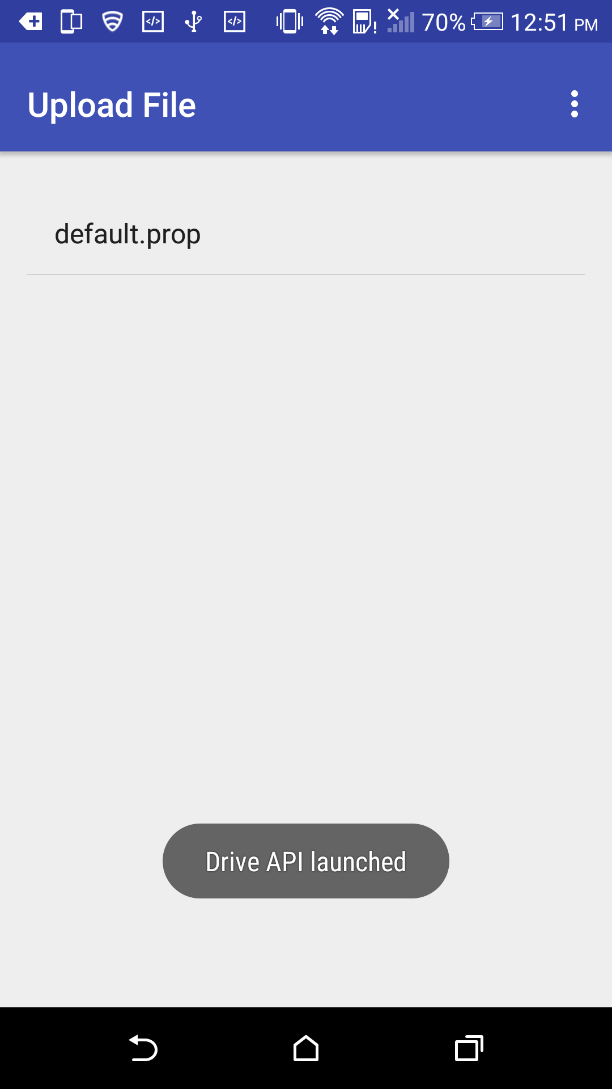 70% 12:51 PM
Upload File
default.prop
Drive API launched